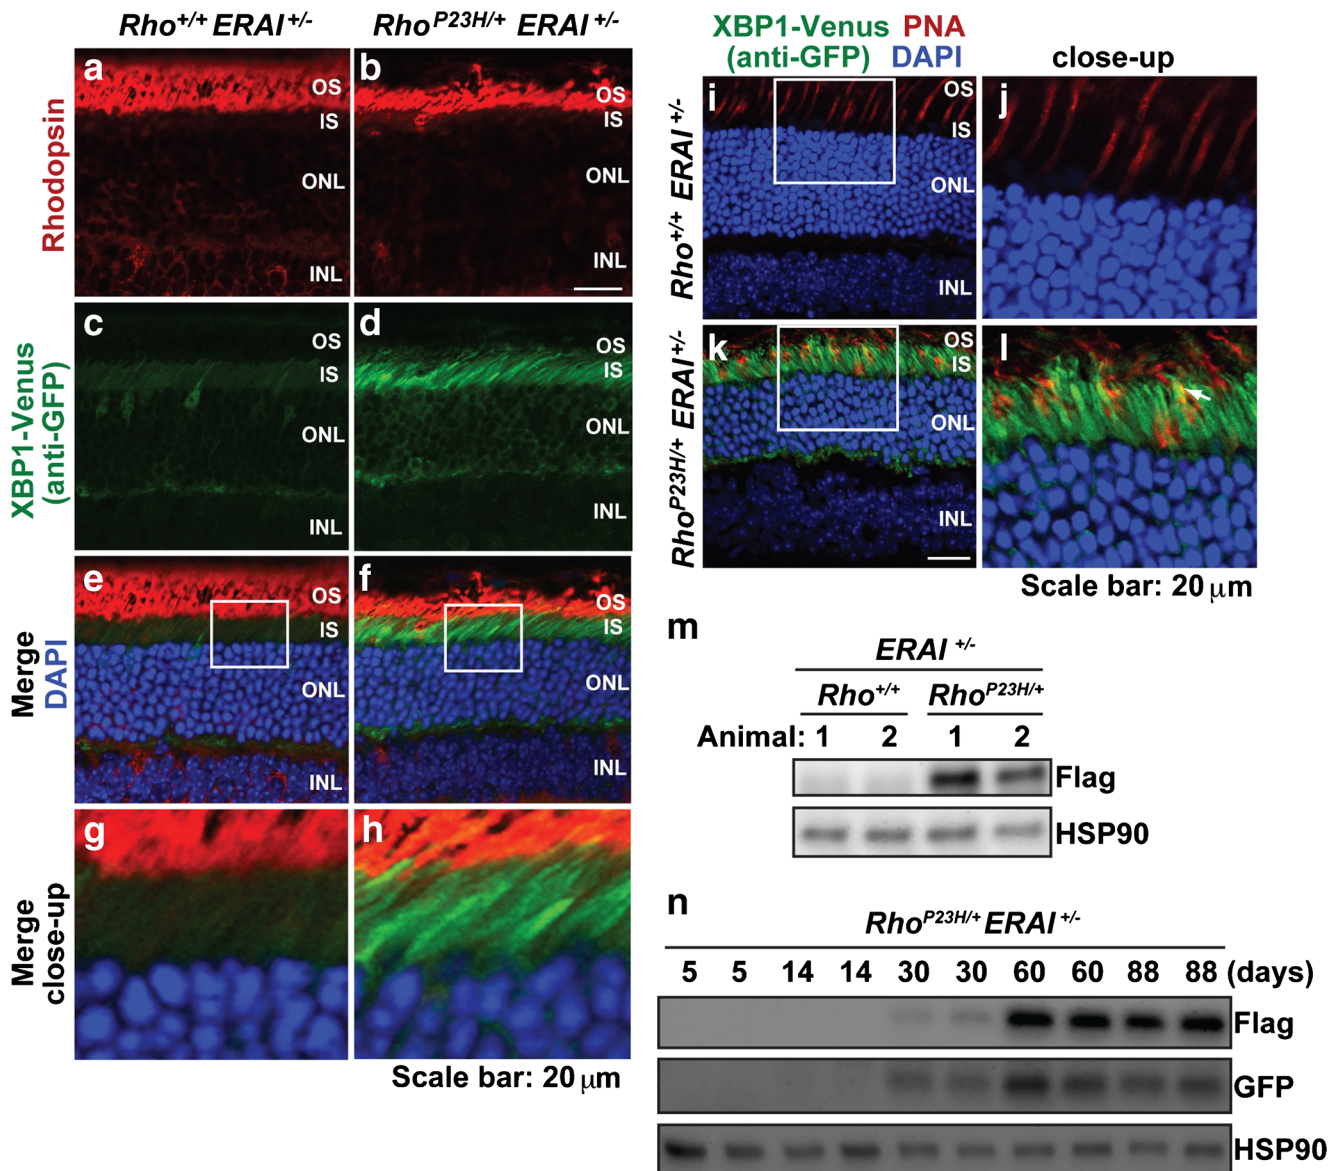 Rho+/+ ERAI+/-
RhoP23H/+ ERAI+/-
Rhodopsin
a
OS
IS
ONL
INL
b
OS
IS
ONL
INL
XBP1-Venus
(anti-GFP)
c
OS
IS
ONL
INL
d
OS
IS
ONL
INL
Merge
DAPI
e
OS
IS
ONL
INL
f
OS
IS
ONL
INL
Merge
close-up
g
h
Scale bar: 20 µm
XBP1-Venus PNA
(anti-GFP) DAPI
close-up
Rho+/+ ERAI+/-
i
OS
IS
ONL
INL
j
RhoP23H/+ ERAI+/-
k
OS
IS
ONL
INL
l
Scale bar: 20 µm
m
ERAI +/-
Rho+/+ RhoP23H/+
Animal: 1 2 1 2
Flag
HSP90
n
RhoP23H/+ ERAI+/-
5 5 14 14 30 30 60 60 88 88 (days)
Flag
GFP
HSP90